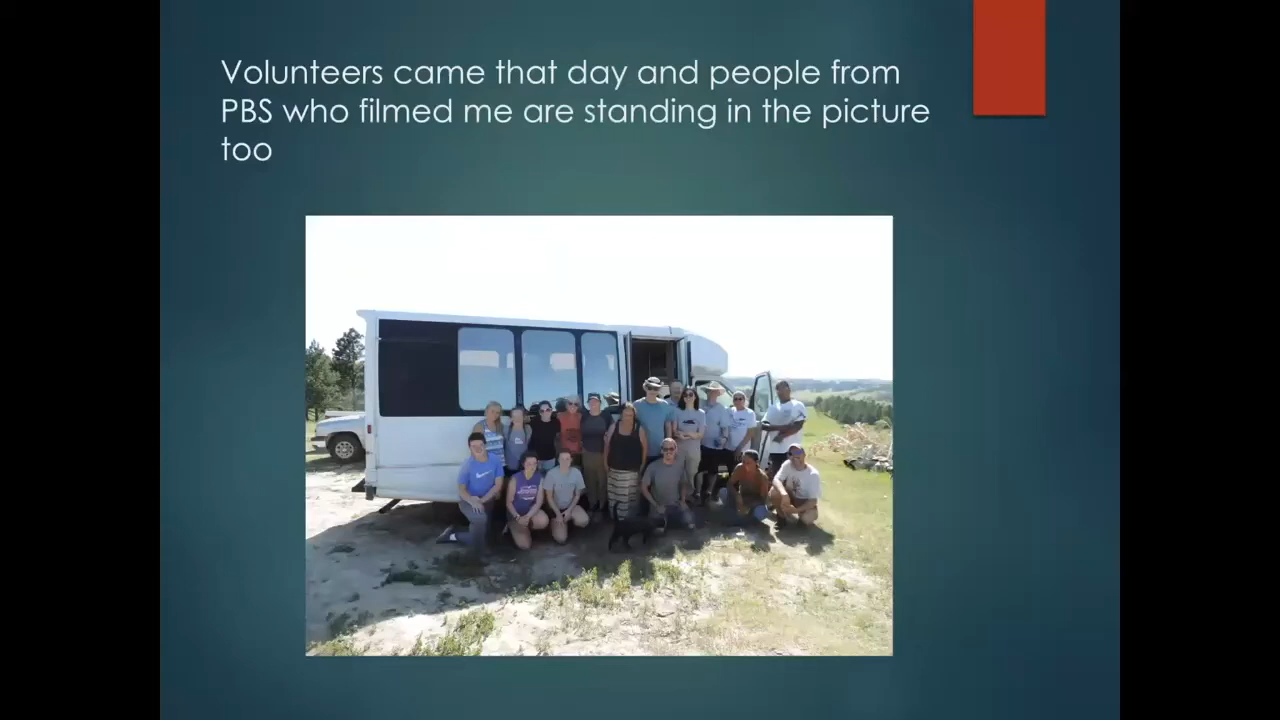 Volunteers came that day and people from
PBS who filmed me are standing in the picture
too